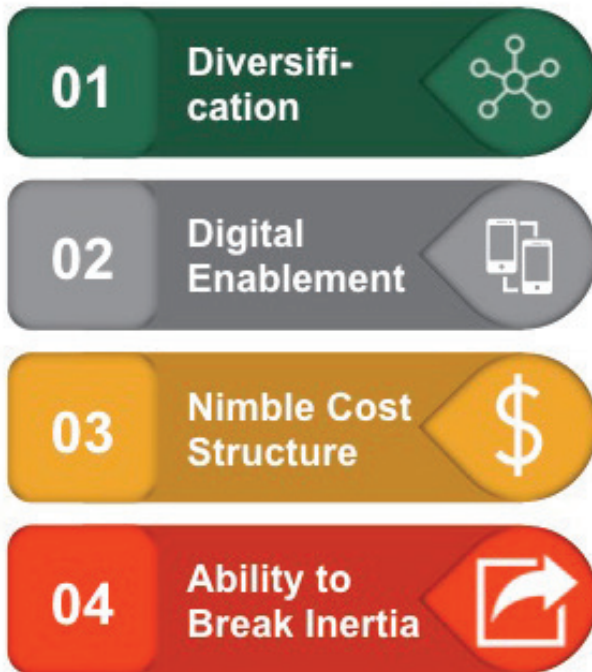 01
Diversifi-
cation
02
Digital
Enablement
03
Nimble Cost
Structure
$
04
Ability to
Break Inertia